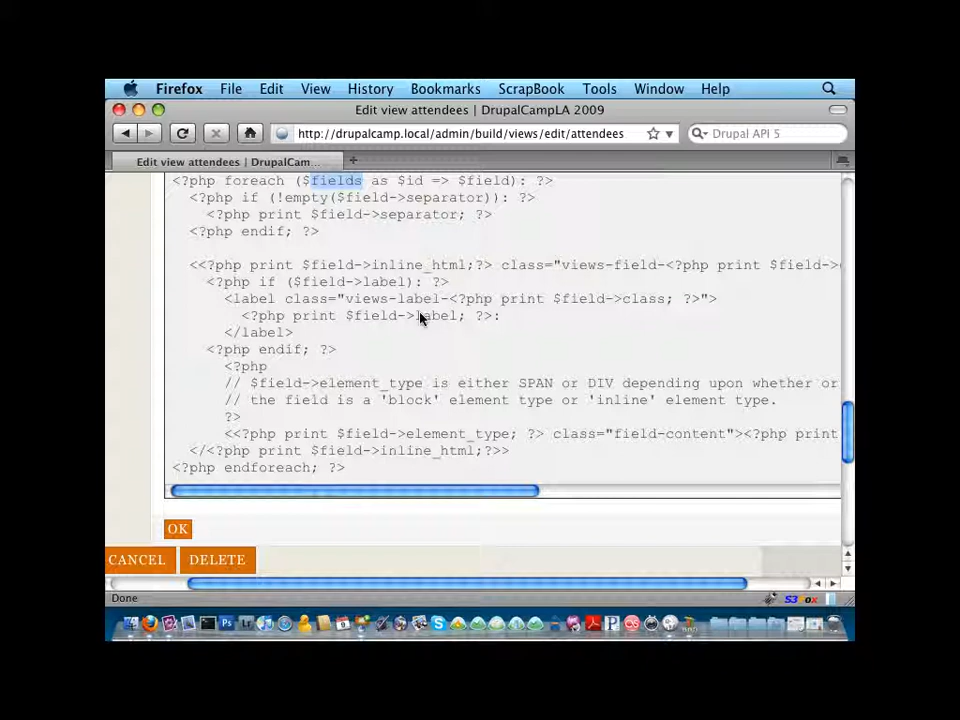 Firefox File Edit View History Bookmarks ScrapBook Tools Window Help
Edit view attendees | DrupalCampLA 2009
http://drupalcamp.local/admin/build/views/edit/attendees
Drupal API 5
Edit view attendees | DrupalCam...
<?php foreach ($fields as $id => $field): ?>
<?php if (!empty($field->separator)): ?>
<?php print $field->separator; ?>
<?php endif; ?>
<<?php print $field->inline_html;?> class="views-field-<?php print $field->
<?php if ($field->label): ?>
<label class="views-label-<?php print $field->class; ?>">
<?php print $field->label; ?>:
</label>
<?php endif; ?>
<?php
// $field->element_type is either SPAN or DIV depending upon whether or
// the field is a 'block' element type or 'inline' element type.
?>
<<?php print $field->element_type; ?> class="field-content"><?php print
</<?php print $field->inline_html;?>>
<?php endforeach; ?>
OK
CANCEL DELETE
Done
S3Fox